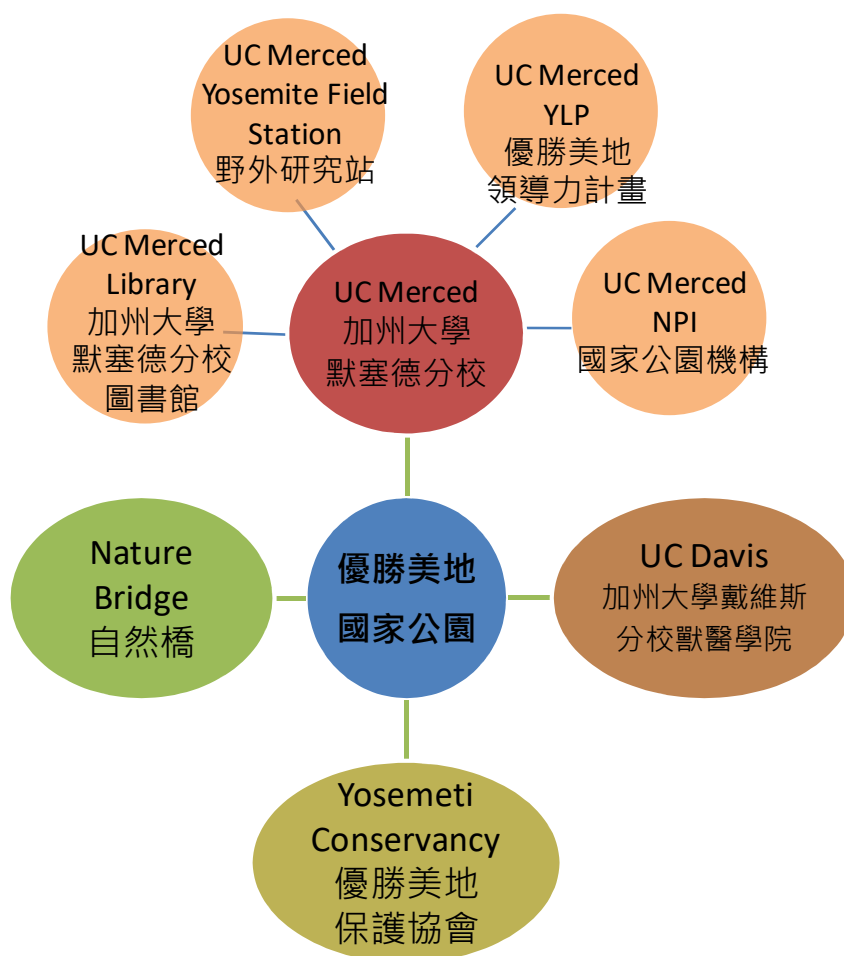 UC Merced
Yosemite Field
Station
野外研究站
UC Merced
YLP
優勝美地
領導力計畫
UC Merced
Library
加州大學
默塞德分校
圖書館
UC Merced
加州大學
默塞德分校
UC Merced
NPI
國家公園機構
Nature
Bridge
自然橋
優勝美地
國家公園
UC Davis
加州大學戴維斯
分校獸醫學院
Yosemeti
Conservancy
優勝美地
保護協會